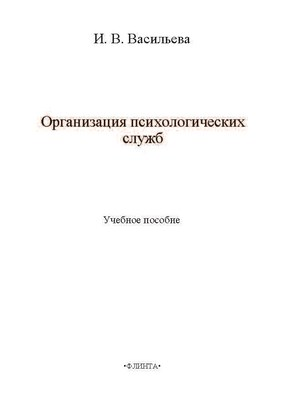 И. В. Васильева
Организация психологических
служб
Учебное пособие
•ФЛИНТА•